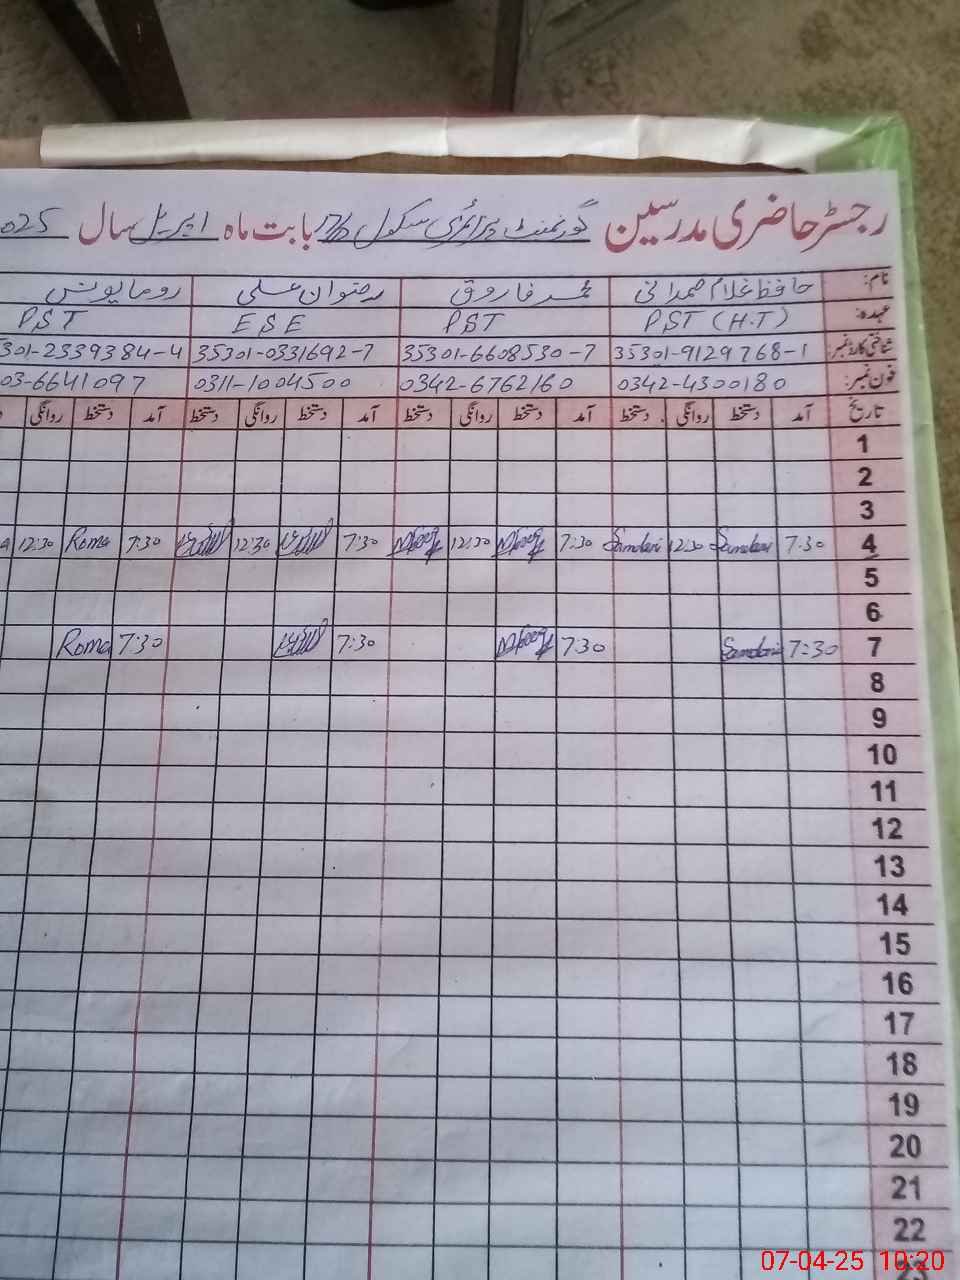 رجسٹر حاضری مدرسین گورنمنٹ پرائمری سکول بابت ماہ اپریل سال 025
نام: حافظ غلام صمدانی محمد فاروق رضوان علی روما یونس
عہدہ: PST (H.T) PST ESE PST
شناختی کارڈ نمبر: 35301-9129768-1 35301-6608530-7 35301-0331692-7 301-2339384-4
فون نمبر: 0342-4300180 0342-6762160 0311-1004500 03-6641097
تاریخ آمد دستخط روانگی دستخط آمد دستخط روانگی دستخط آمد دستخط روانگی دستخط آمد دستخط روانگی
1
2
3
4 7:30 Samdani 12:30 Samdani 7:30 12:30 7:30 12:30 7:30 Roma 12:30
5
6
7 7:30 Samdani 7:30 7:30 7:30 Roma
8
9
10
11
12
13
14
15
16
17
18
19
20
21
22
07-04-25 10:20